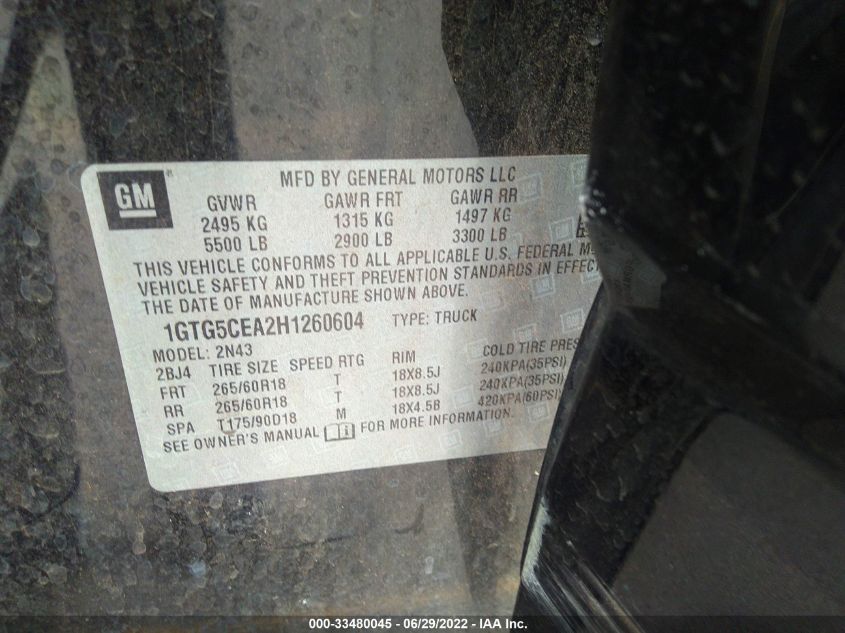 GM
MFD BY GENERAL MOTORS LLC
GVWR GAWR FRT GAWR RR
2495 KG 1315 KG 1497 KG
5500 LB 2900 LB 3300 LB
THIS VEHICLE CONFORMS TO ALL APPLICABLE U.S. FEDERAL
VEHICLE SAFETY AND THEFT PREVENTION STANDARDS IN EFFECT
THE DATE OF MANUFACTURE SHOWN ABOVE.
1GTG5CEA2H1260604 TYPE: TRUCK
MODEL: 2N43
2BJ4 TIRE SIZE SPEED RTG RIM COLD TIRE PRES
FRT 265/60R18 T 18X8.5J 240KPA(35PSI)
RR 265/60R18 T 18X8.5J 240KPA(35PSI)
SPA T175/90D18 M 18X4.5B 420KPA(60PSI)
SEE OWNER'S MANUAL FOR MORE INFORMATION.
000-33480045 - 06/29/2022 - IAA Inc.